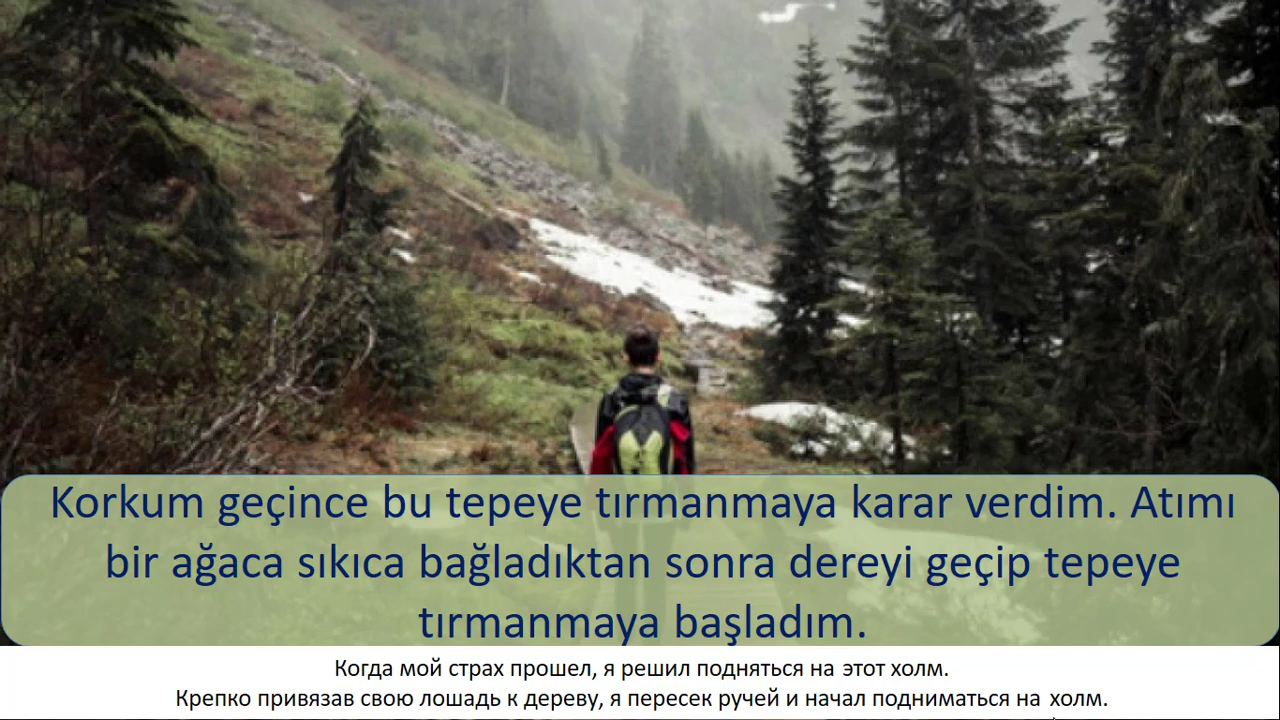 Korkum geçince bu tepeye tırmanmaya karar verdim. Atımı
bir ağaca sıkıca bağladıktan sonra dereyi geçip tepeye
tırmanmaya başladım.
Когда мой страх прошел, я решил подняться на этот холм.
Крепко привязав свою лошадь к дереву, я пересек ручей и начал подниматься на холм.